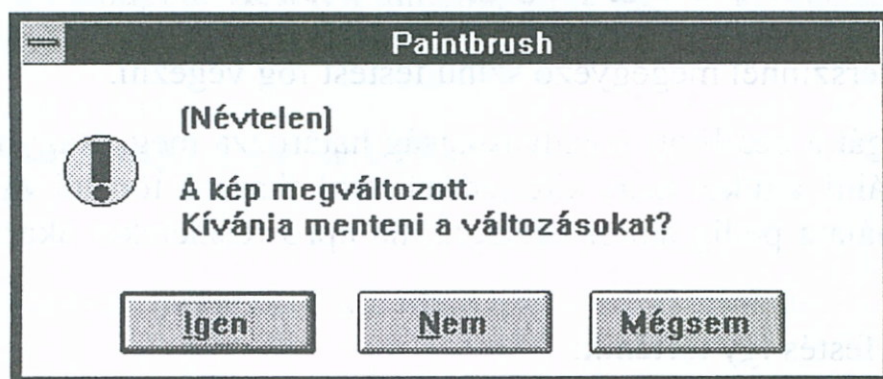 Paintbrush
(Névtelen)
A kép megváltozott.
Kívánja menteni a változásokat?
Igen
Nem
Mégsem